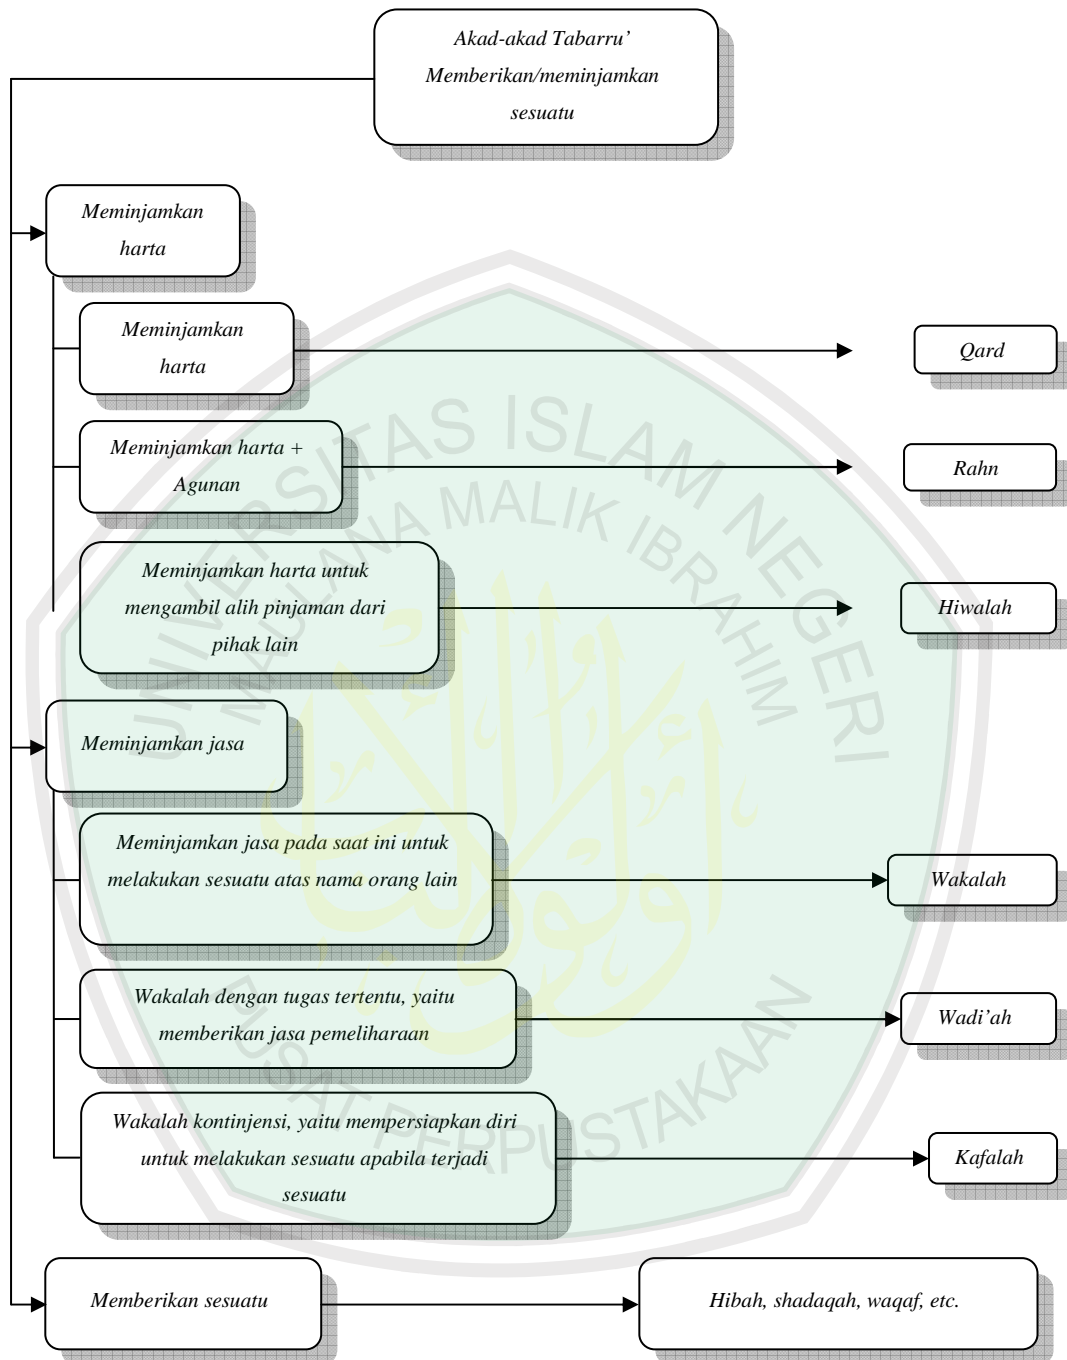 Akad-akad Tabarru’
Memberikan/meminjamkan
sesuatu
Meminjamkan
harta
Meminjamkan
harta
Qard
Meminjamkan harta +
Agunan
Rahn
Meminjamkan harta untuk
mengambil alih pinjaman dari
pihak lain
Hiwalah
Meminjamkan jasa
Meminjamkan jasa pada saat ini untuk
melakukan sesuatu atas nama orang lain
Wakalah
Wakalah dengan tugas tertentu, yaitu
memberikan jasa pemeliharaan
Wadi’ah
Wakalah kontinjensi, yaitu mempersiapkan diri
untuk melakukan sesuatu apabila terjadi
sesuatu
Kafalah
Memberikan sesuatu
Hibah, shadaqah, waqaf, etc.
UNIVERSITAS ISLAM NEGERI
MAULANA MALIK IBRAHIM
PUSAT PERPUSTAKAAN